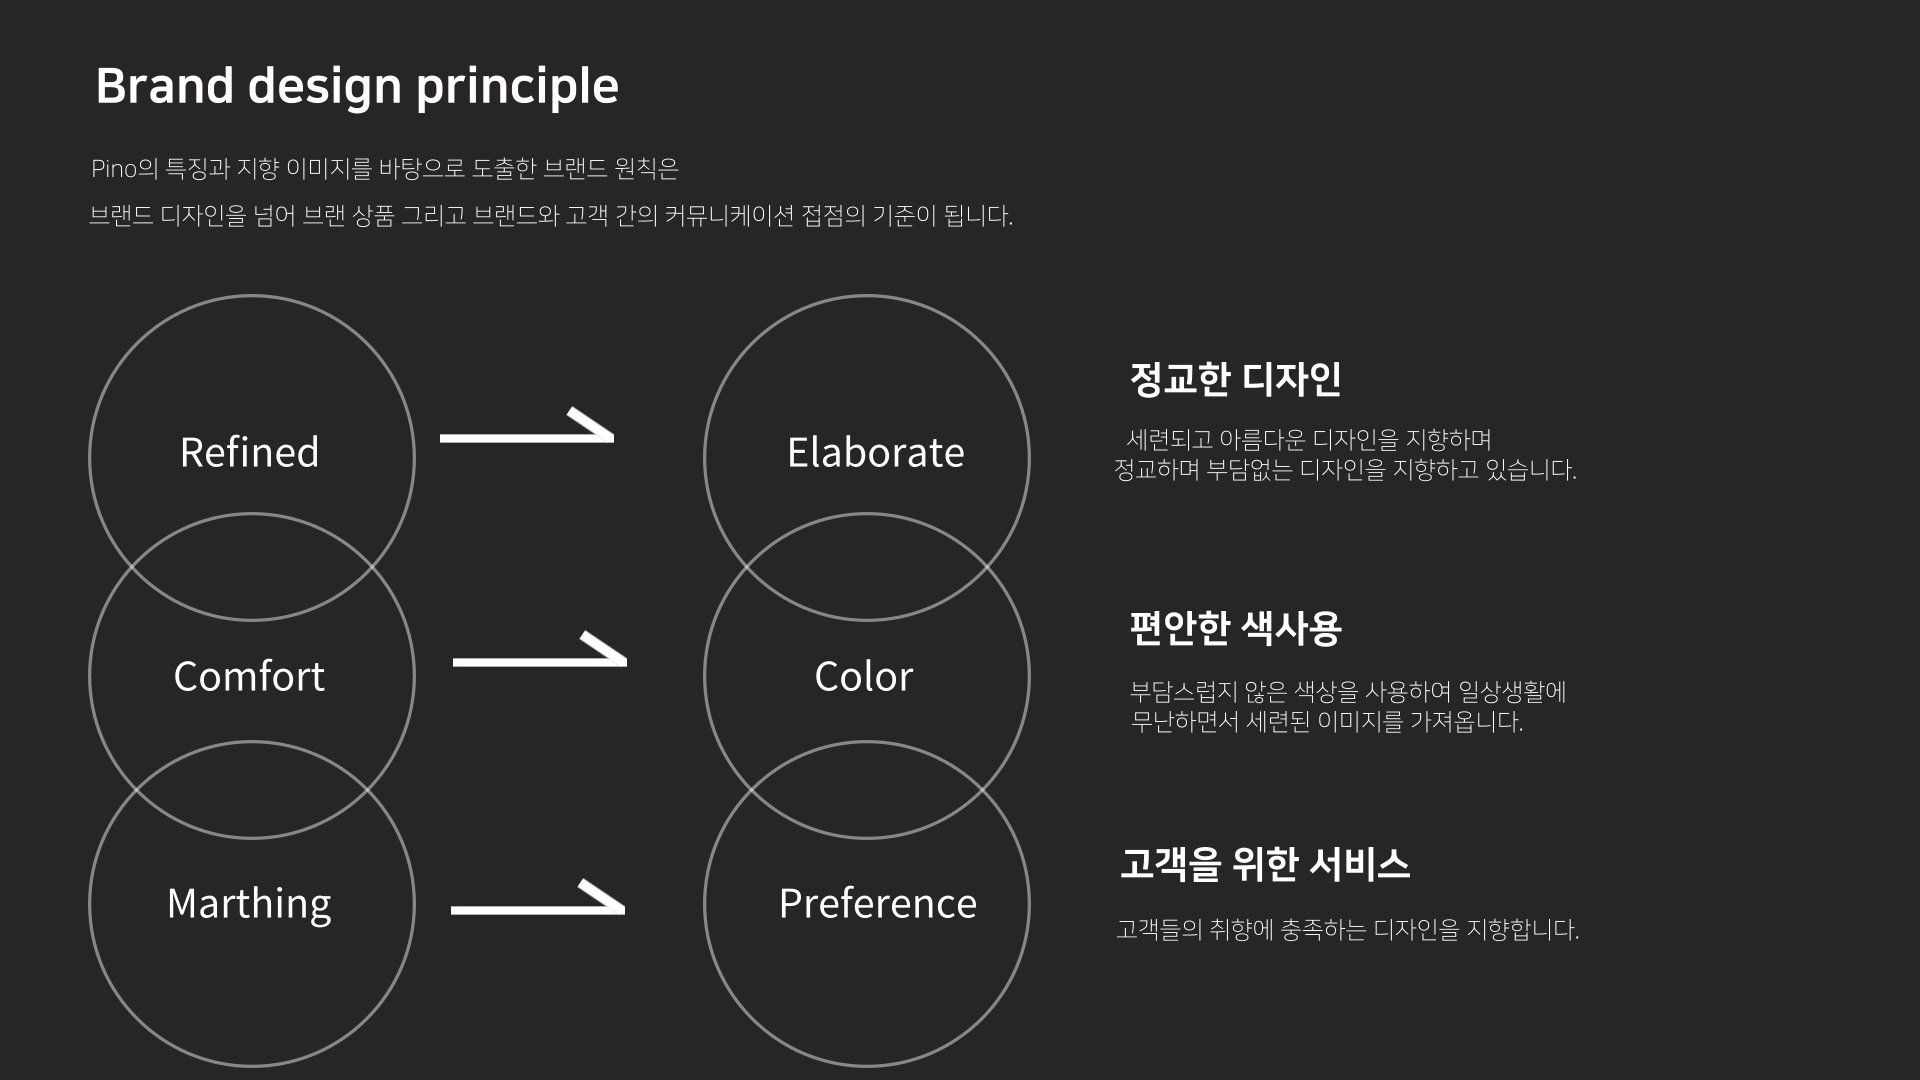 Brand design principle
Pino의 특징과 지향 이미지를 바탕으로 도출한 브랜드 원칙은
브랜드 디자인을 넘어 브랜 상품 그리고 브랜드와 고객 간의 커뮤니케이션 접점의 기준이 됩니다.
Refined
Elaborate
정교한 디자인
세련되고 아름다운 디자인을 지향하며
정교하며 부담없는 디자인을 지향하고 있습니다.
Comfort
Color
편안한 색사용
부담스럽지 않은 색상을 사용하여 일상생활에
무난하면서 세련된 이미지를 가져옵니다.
Marthing
Preference
고객을 위한 서비스
고객들의 취향에 충족하는 디자인을 지향합니다.